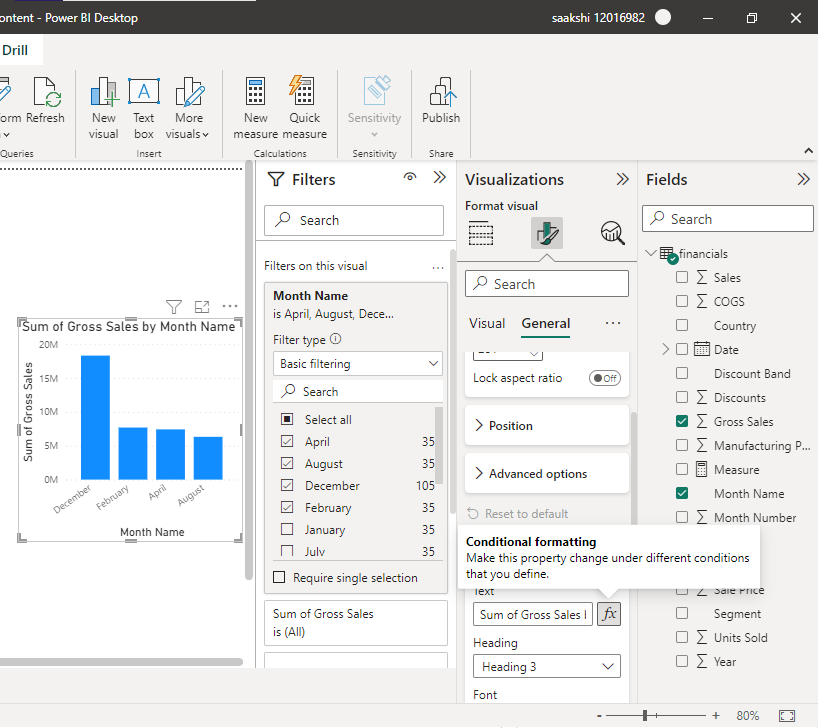 ontent - Power BI Desktop
saakshi 12016982
Drill
orm Refresh
New visual
Text box
More visuals
New measure
Quick measure
Sensitivity
Publish
Queries
Insert
Calculations
Sensitivity
Share
Filters
Search
Filters on this visual
...
Month Name
is April, August, Dece...
Filter type
Basic filtering
Search
Select all
April 35
August 35
December 105
February 35
January 35
July 35
Require single selection
Sum of Gross Sales
is (All)
Sum of Gross Sales by Month Name
20M
15M
10M
5M
0M
Sum of Gross Sales
December
February
April
August
Month Name
Visualizations
Format visual
Search
Visual
General
...
Lock aspect ratio
Off
Position
Advanced options
Reset to default
Conditional formatting
Make this property change under different conditions
that you define.
Text
Sum of Gross Sales
fx
Heading
Heading 3
Font
Fields
Search
financials
Sales
COGS
Country
Date
Discount Band
Discounts
Gross Sales
Manufacturing P...
Measure
Month Name
Month Number
Sale Price
Segment
Units Sold
Year
- + 80%